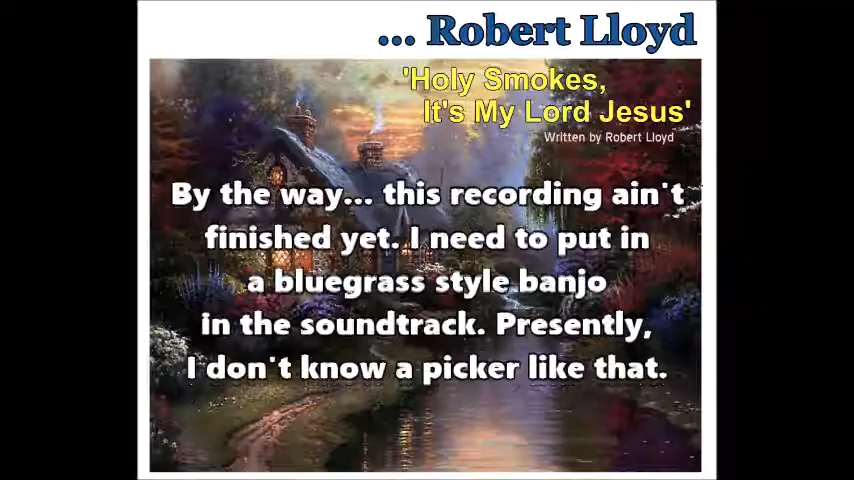 ... Robert Lloyd
'Holy Smokes,
It's My Lord Jesus'
Written by Robert Lloyd
By the way... this recording ain't
finished yet. I need to put in
a bluegrass style banjo
in the soundtrack. Presently,
I don't know a picker like that.